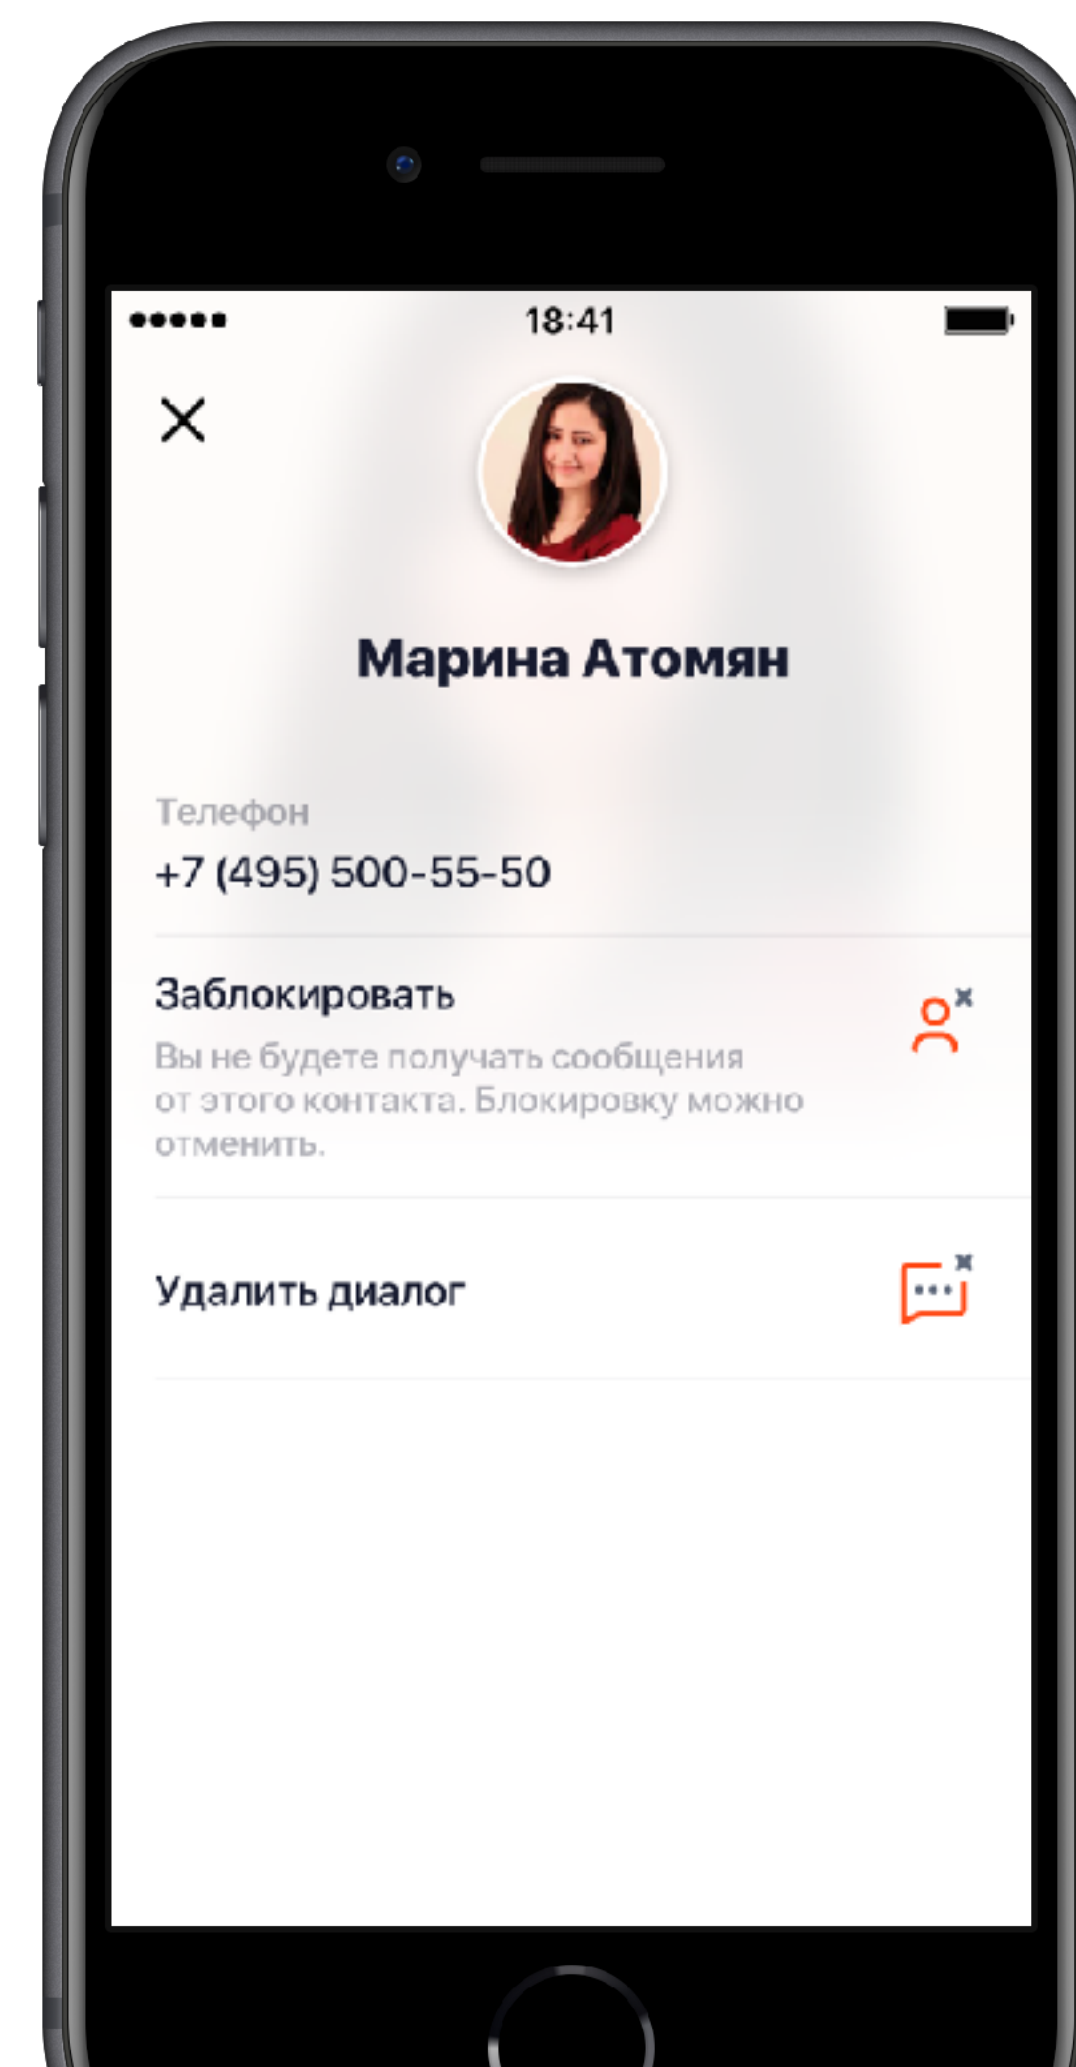 18:41
Марина Атомян
Телефон
+7 (495) 500-55-50
Заблокировать
Вы не будете получать сообщения
от этого контакта. Блокировку можно
отменить.
Удалить диалог